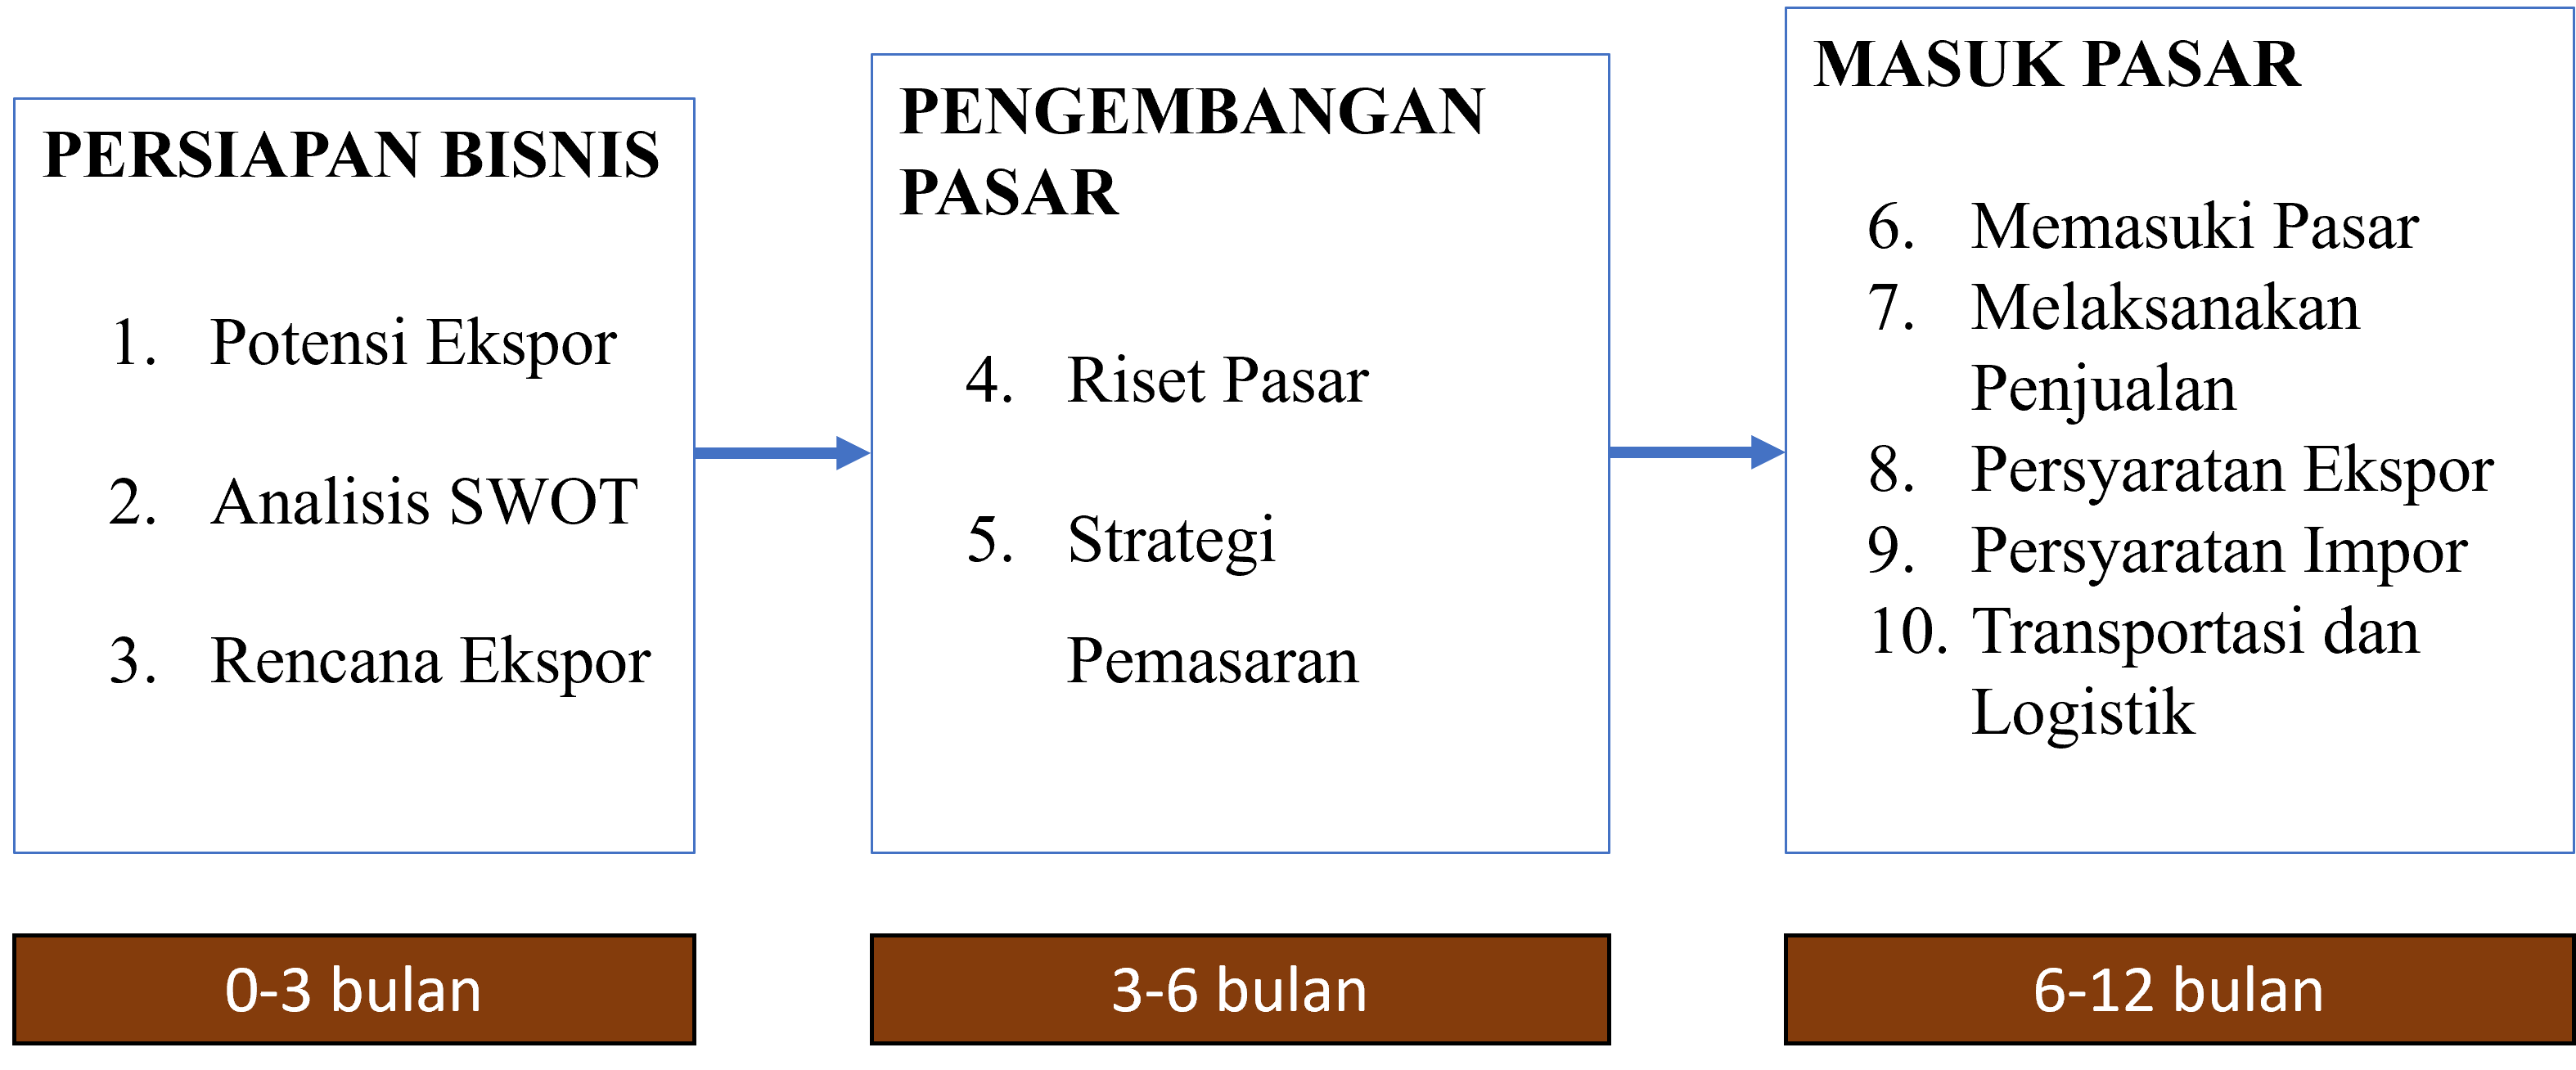 PERSIAPAN BISNIS
1. Potensi Ekspor
2. Analisis SWOT
3. Rencana Ekspor
PENGEMBANGAN
PASAR
4. Riset Pasar
5. Strategi
Pemasaran
MASUK PASAR
6. Memasuki Pasar
7. Melaksanakan
Penjualan
8. Persyaratan Ekspor
9. Persyaratan Impor
10. Transportasi dan
Logistik
0-3 bulan
3-6 bulan
6-12 bulan